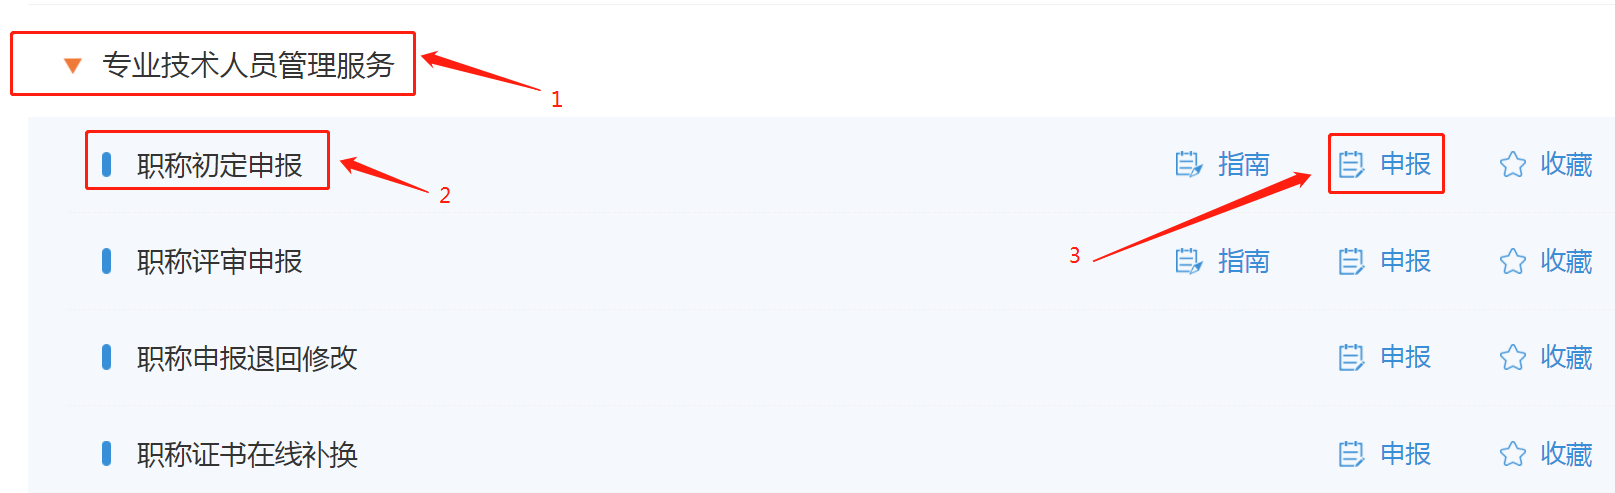 专业技术人员管理服务
1
职称初定申报 指南 申报 收藏
2
3
职称评审申报 指南 申报 收藏
职称申报退回修改 申报 收藏
职称证书在线补换 申报 收藏